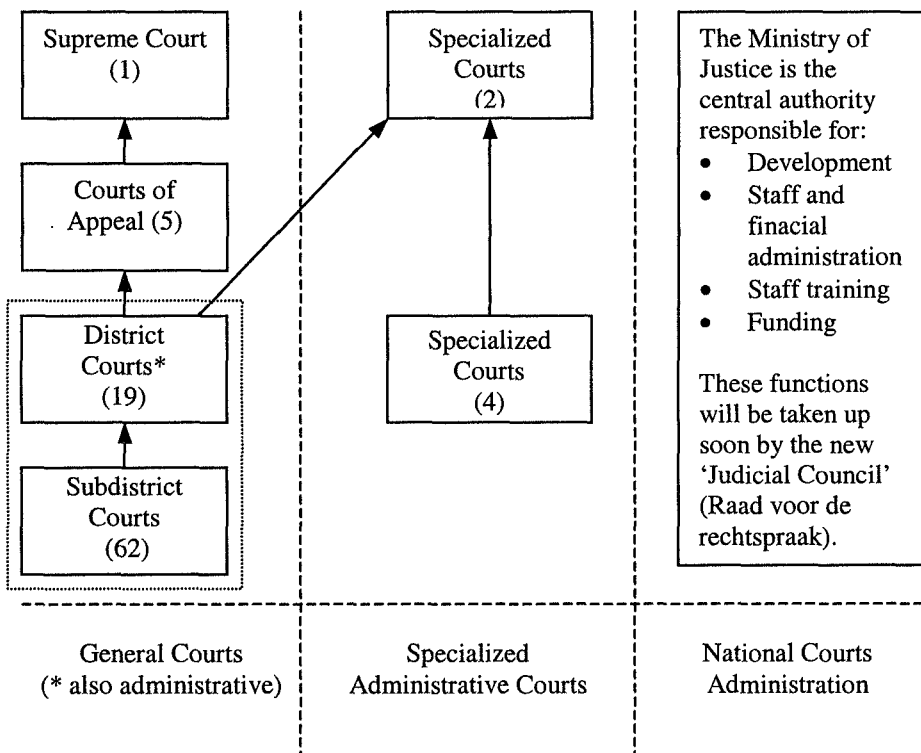 Supreme Court
(1)
Courts of
Appeal (5)
District
Courts*
(19)
Subdistrict
Courts
(62)
General Courts
(* also administrative)
Specialized
Courts
(2)
Specialized
Courts
(4)
Specialized
Administrative Courts
The Ministry of
Justice is the
central authority
responsible for:
• Development
• Staff and
finacial
administration
• Staff training
• Funding
These functions
will be taken up
soon by the new
‘Judicial Council’
(Raad voor de
rechtspraak).
National Courts
Administration